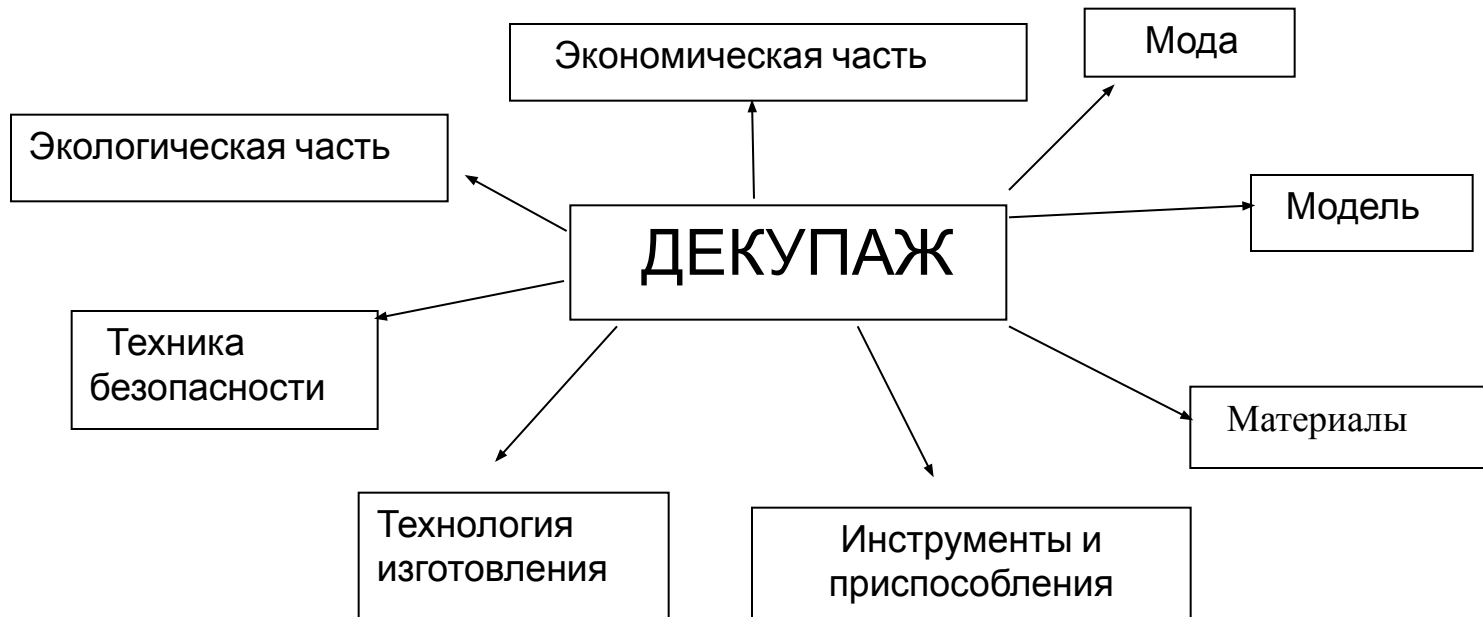 Экономическая часть
Мода
Экологическая часть
Модель
ДЕКУПАЖ
Техника
безопасности
Материалы
Технология
изготовления
Инструменты и
приспособления